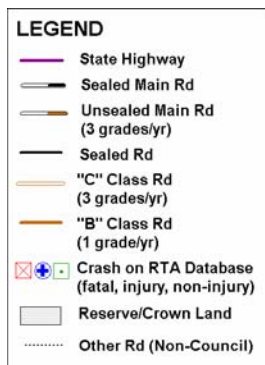 LEGEND
State Highway
Sealed Main Rd
Unsealed Main Rd
(3 grades/yr)
Sealed Rd
"C" Class Rd
(3 grades/yr)
"B" Class Rd
(1 grade/yr)
Crash on RTA Database
(fatal, injury, non-injury)
Reserve/Crown Land
Other Rd (Non-Council)